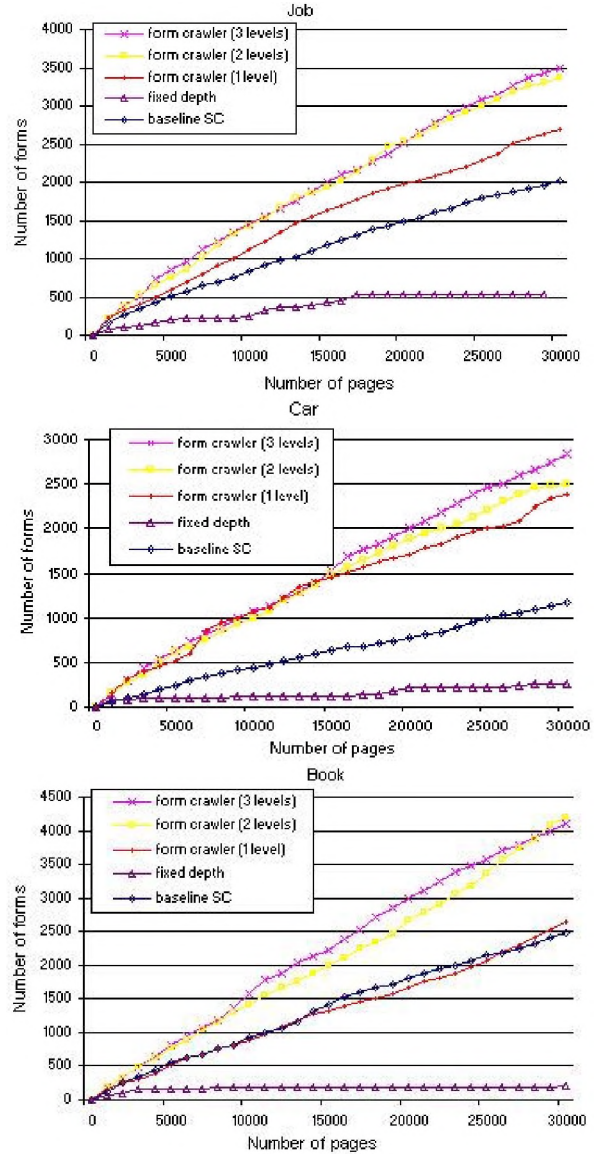 Job
4000
3500
3000
2500
2000
1500
1000
500
0
Number of forms
form crawler (3 levels)
form crawler (2 levels)
form crawler (1 level)
fixed depth
baseline SC
0 5000 10000 15000 20000 25000 30000
Number of pages
Car
3000
2500
2000
1500
1000
500
0
Number of forms
form crawler (3 levels)
form crawler (2 levels)
form crawler (1 level)
fixed depth
baseline SC
0 5000 10000 15000 20000 25000 30000
Number of pages
Book
4500
4000
3500
3000
2500
2000
1500
1000
500
0
Number of forms
form crawler (3 levels)
form crawler (2 levels)
form crawler (1 level)
fixed depth
baseline SC
0 5000 10000 15000 20000 25000 30000
Number of pages